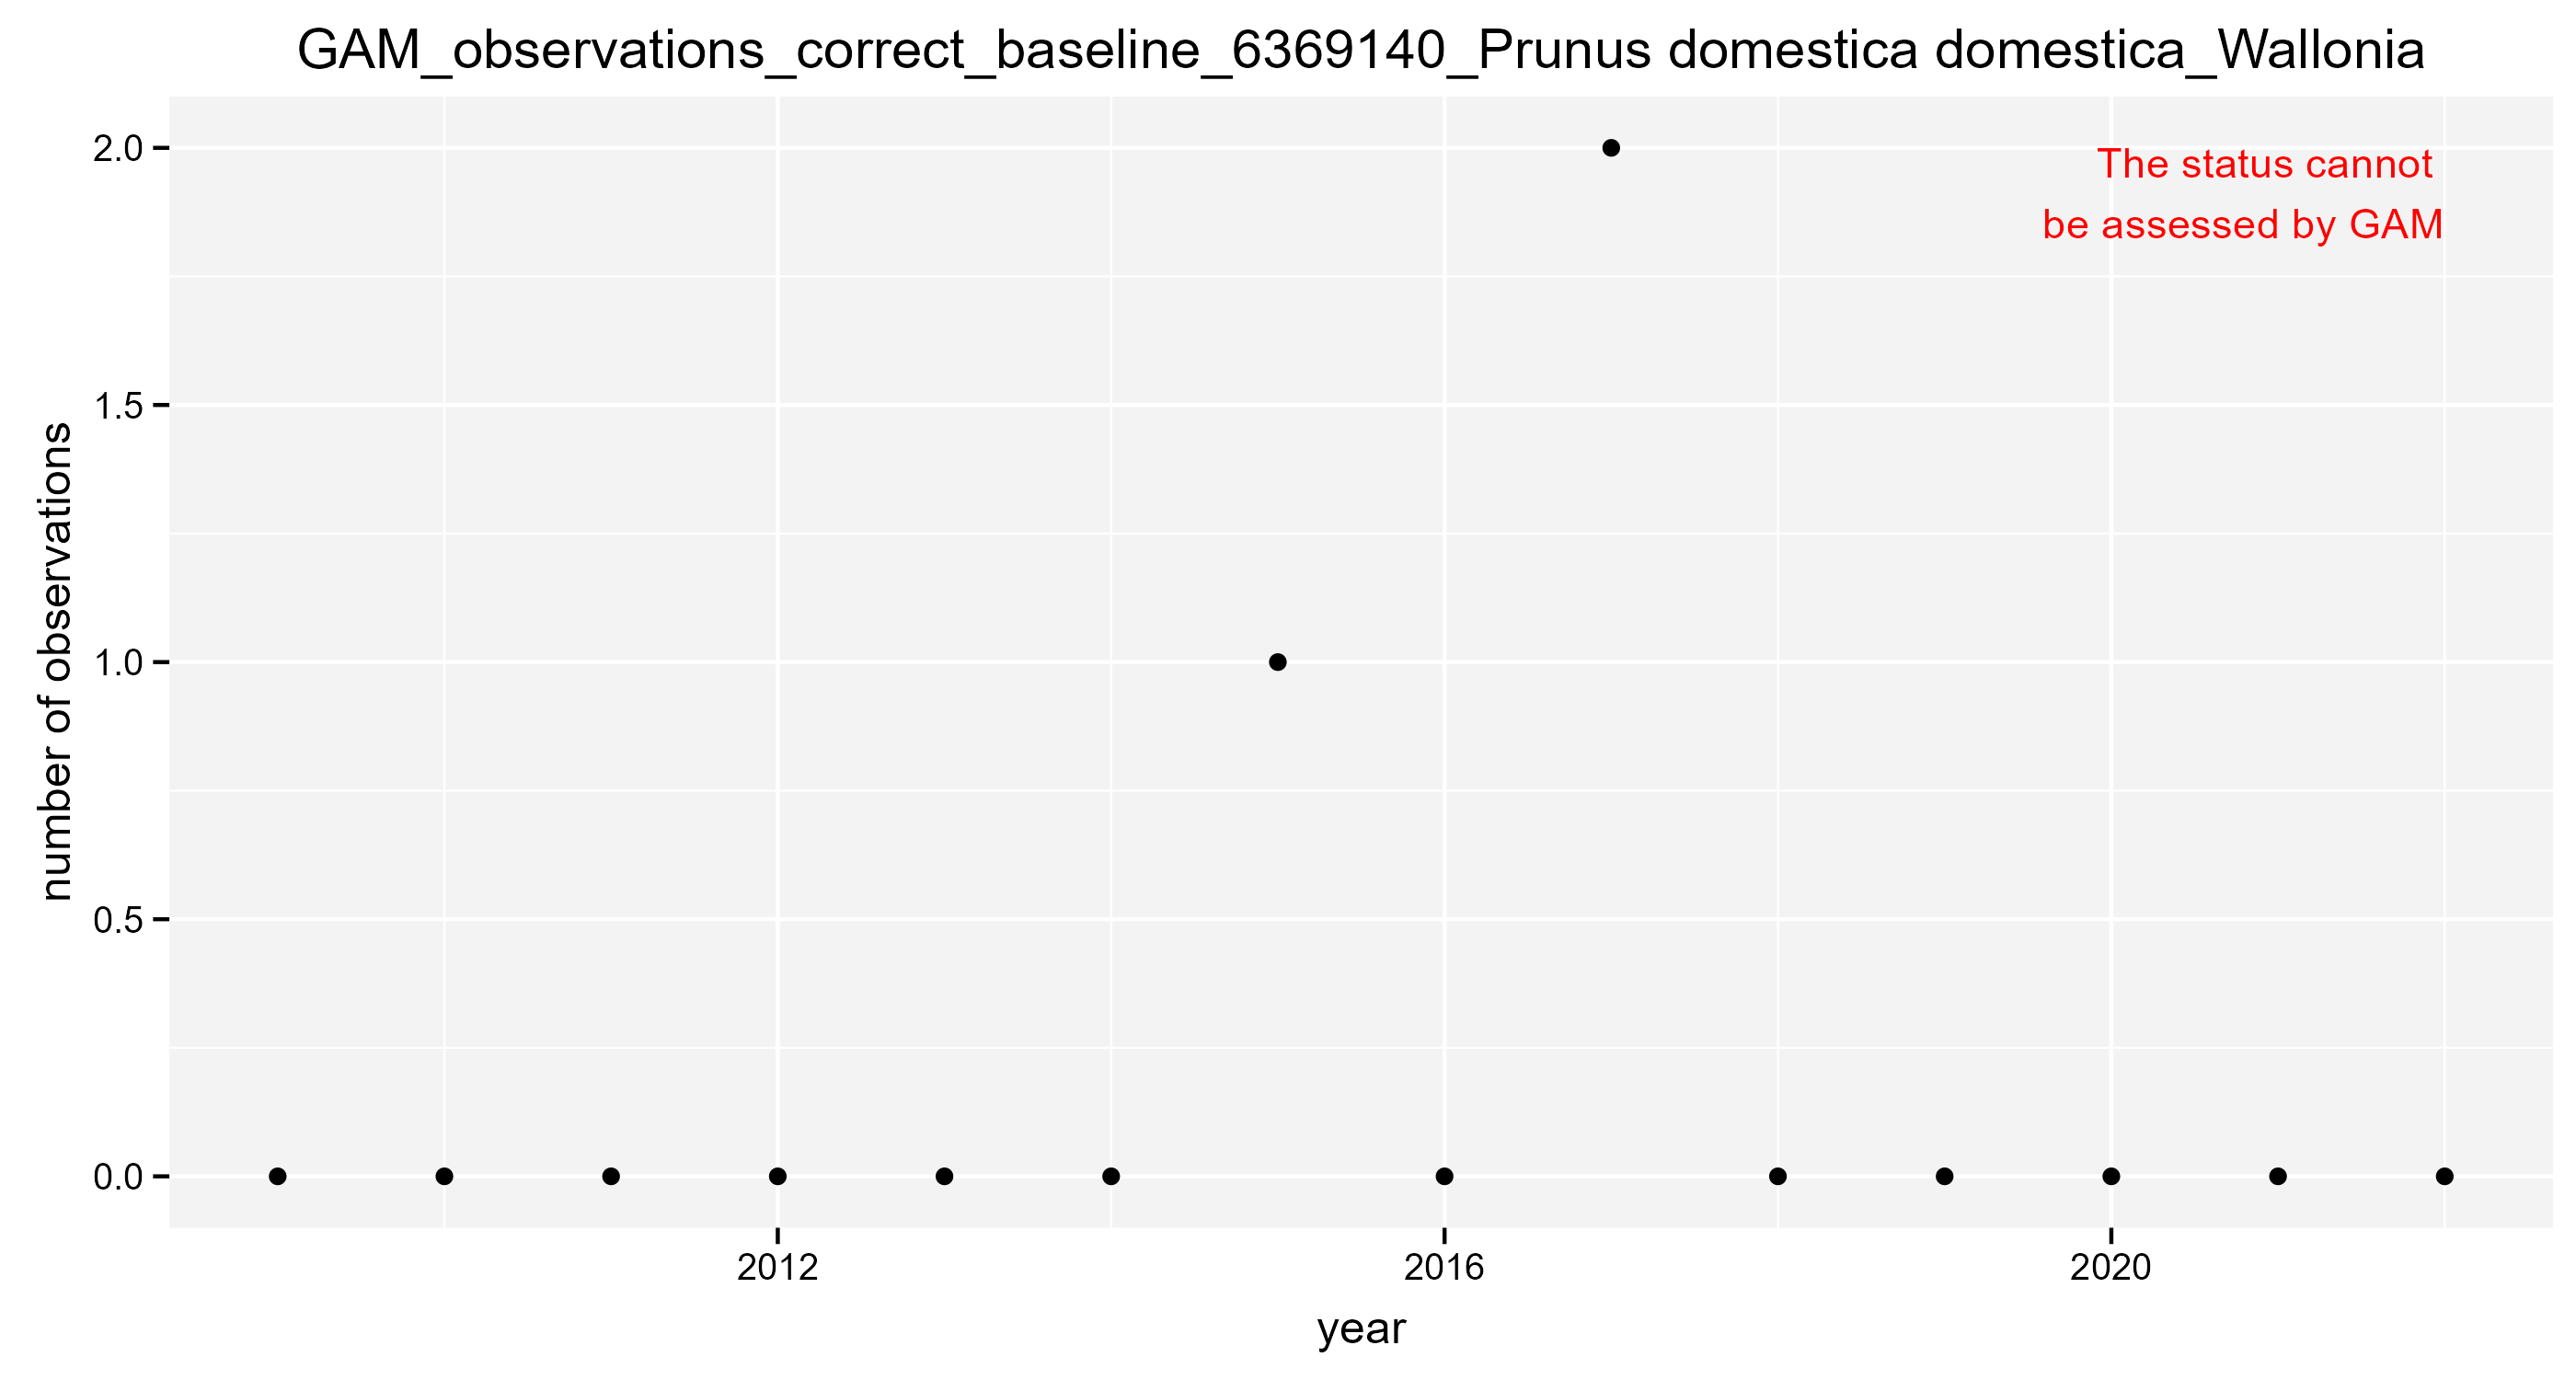 GAM_observations_correct_baseline_6369140_Prunus domestica domestica_Wallonia
The status cannot
be assessed by GAM
2.0
1.5
1.0
0.5
0.0
number of observations
2012
2016
2020
year